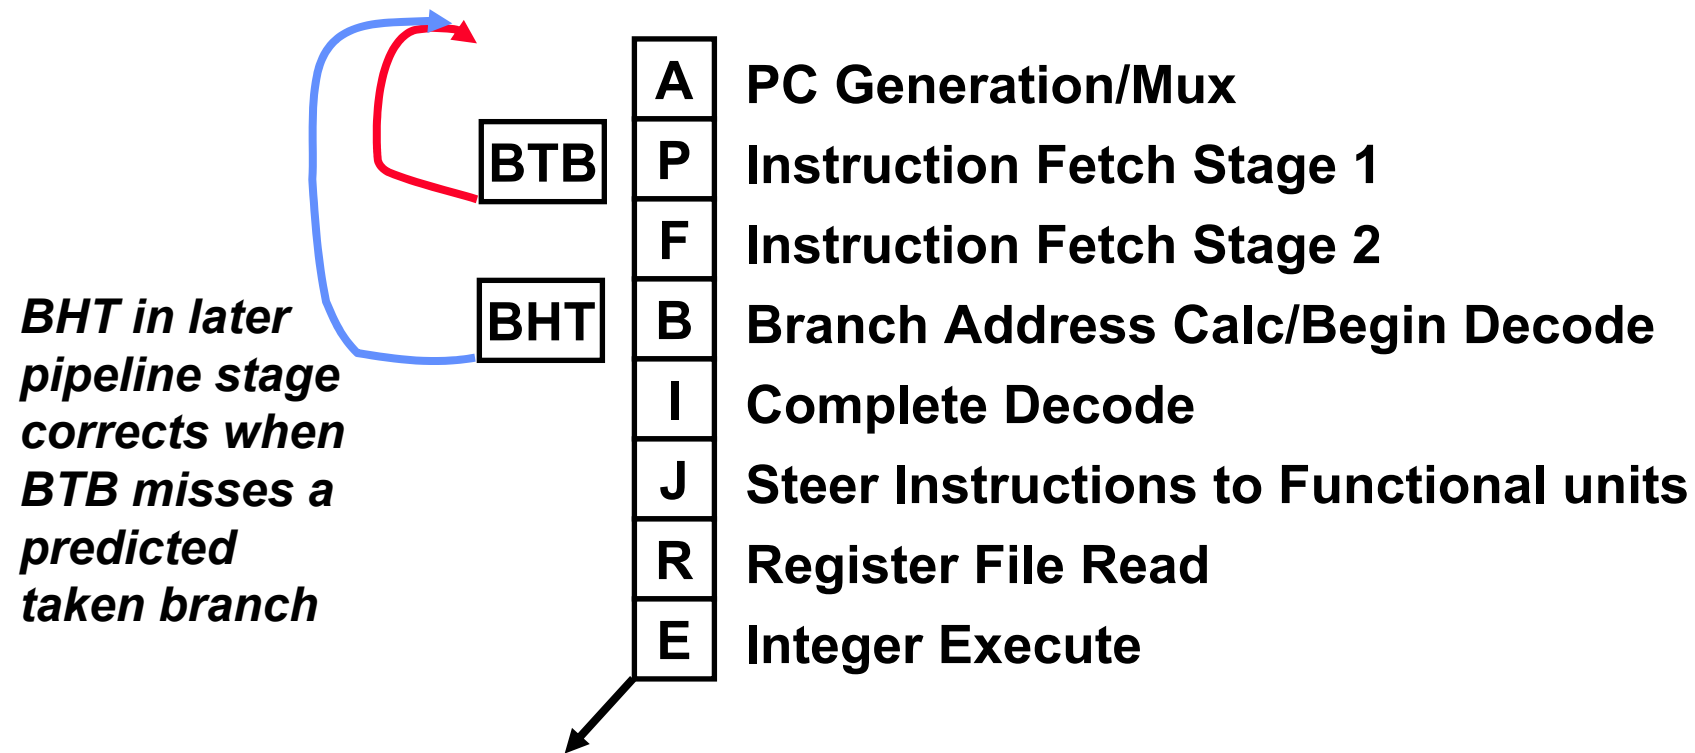 A PC Generation/Mux
BTB P Instruction Fetch Stage 1
F Instruction Fetch Stage 2
BHT B Branch Address Calc/Begin Decode
I Complete Decode
J Steer Instructions to Functional units
R Register File Read
E Integer Execute
BHT in later
pipeline stage
corrects when
BTB misses a
predicted
taken branch